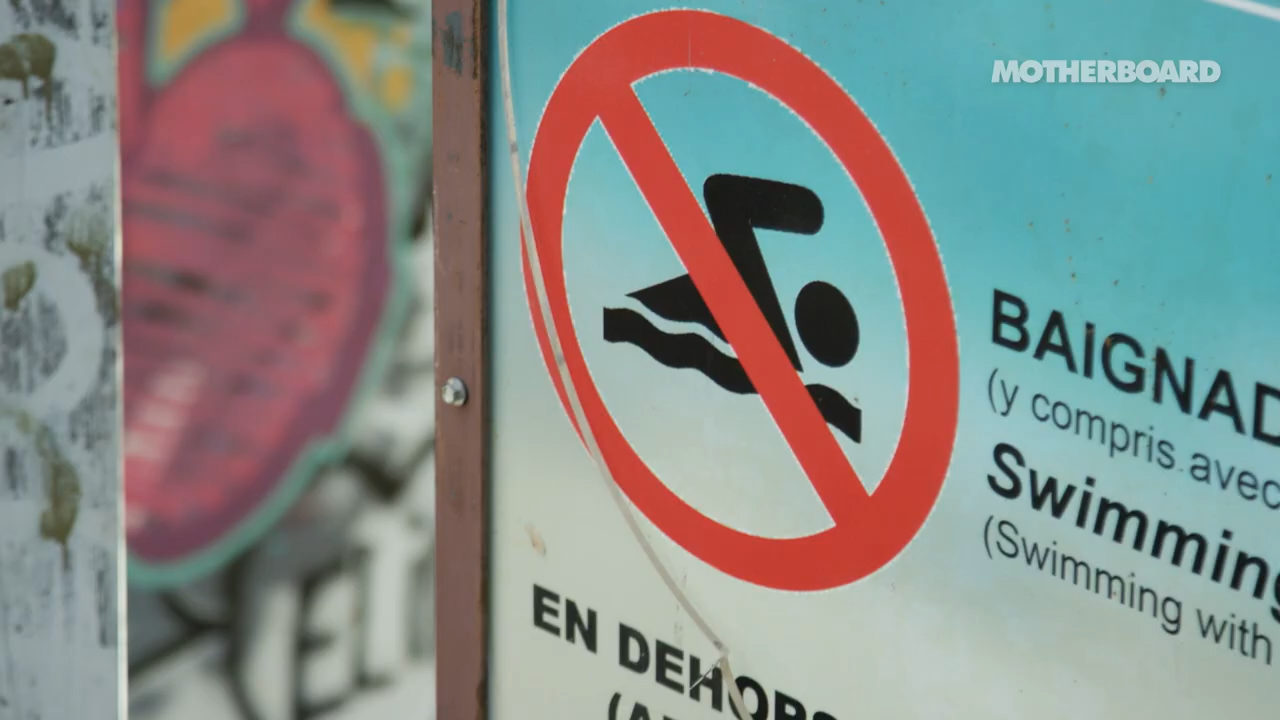 MOTHERBOARD
BAIGNAD
(y compris avec
Swimming
(Swimming with
EN DEHORS